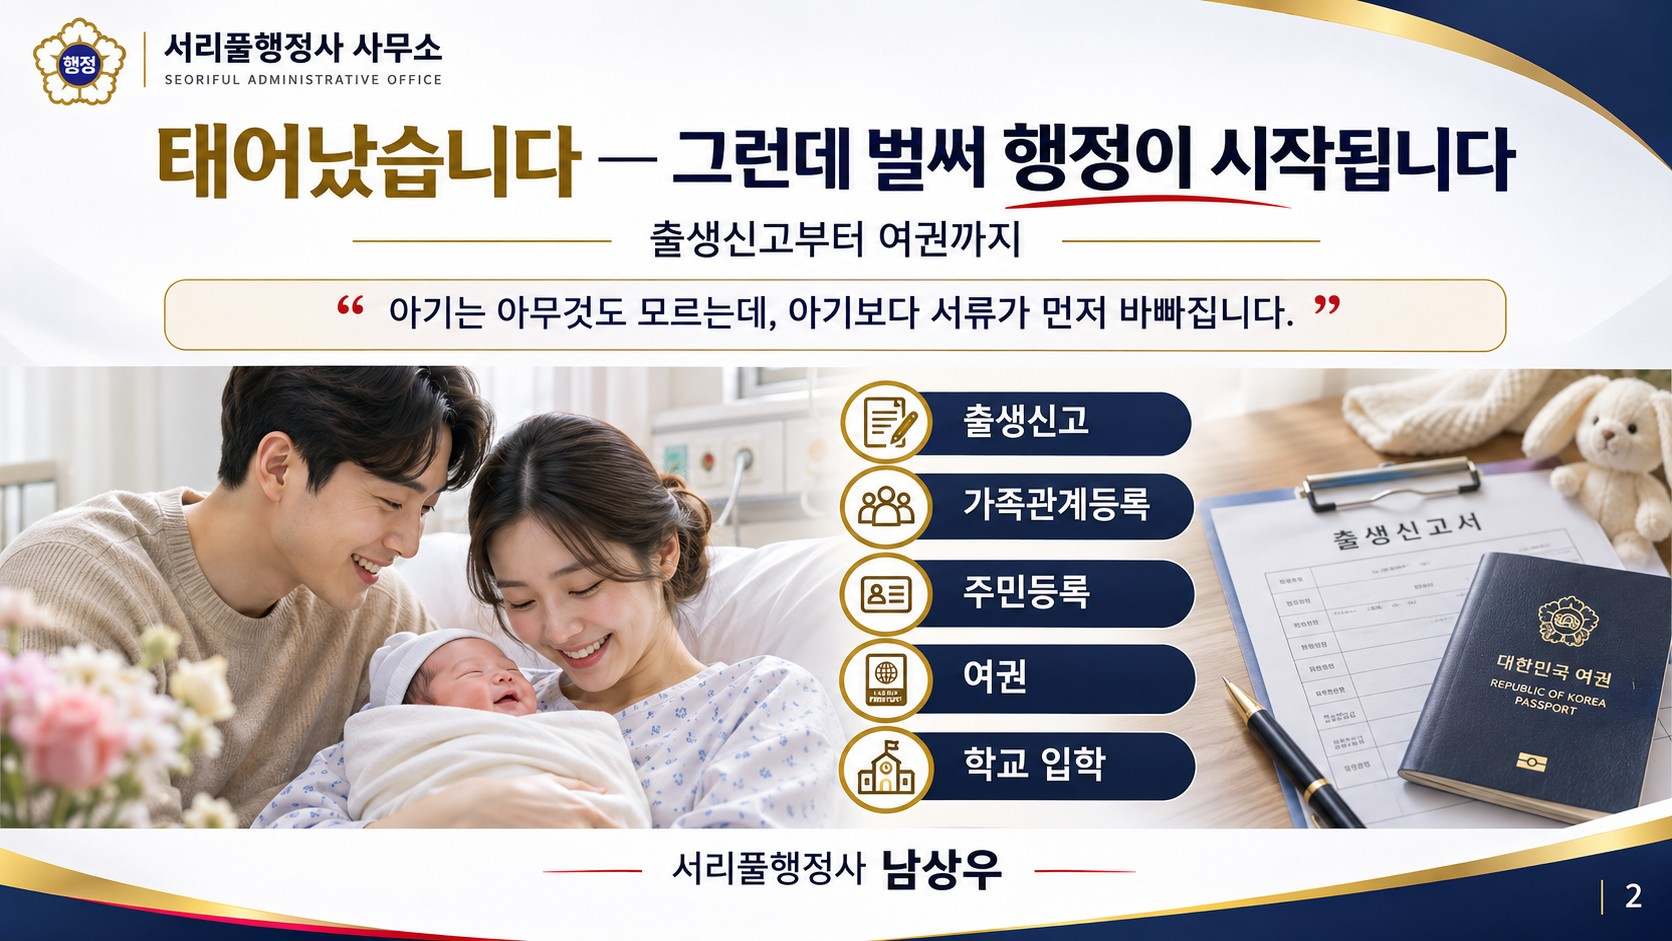 행정
서리풀행정사 사무소
SEORIFUL ADMINISTRATIVE OFFICE
태어났습니다 — 그런데 벌써 행정이 시작됩니다
출생신고부터 여권까지
“ 아기는 아무것도 모르는데, 아기보다 서류가 먼저 바빠집니다. ”
출생신고
가족관계등록
주민등록
여권
학교 입학
출생신고서
대한민국 여권
REPUBLIC OF KOREA
PASSPORT
서리풀행정사 남상우
2